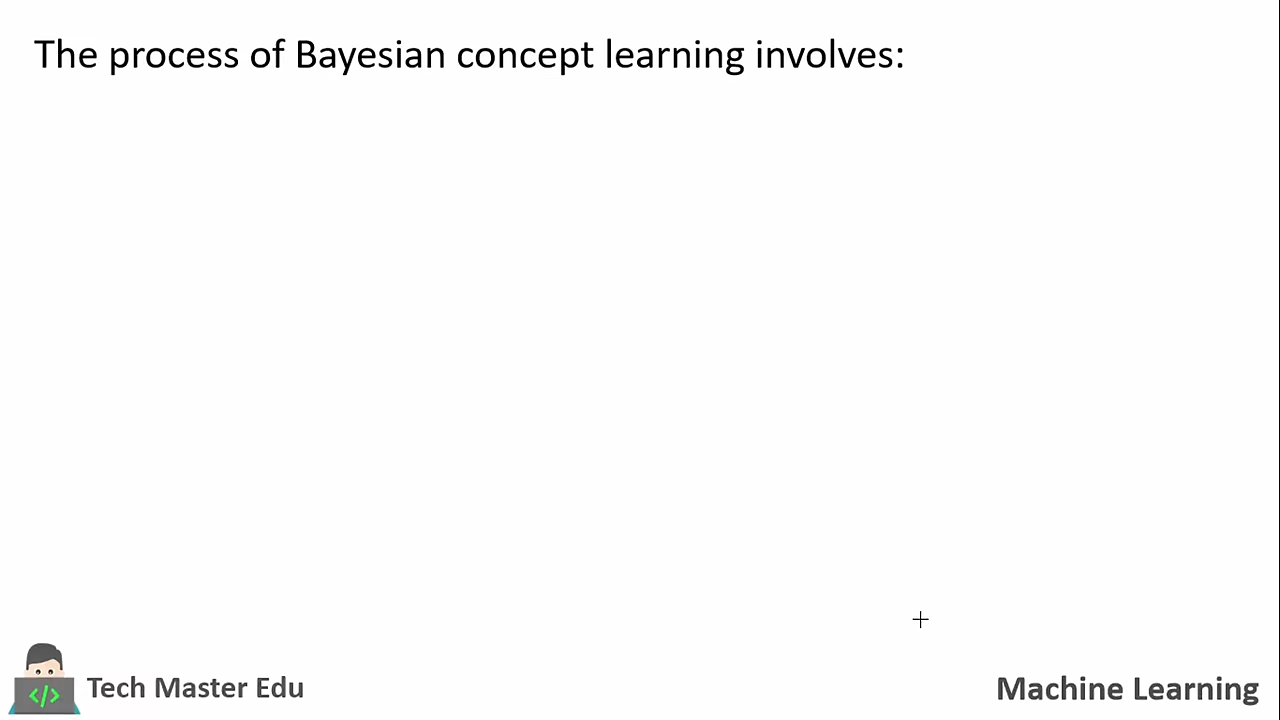 The process of Bayesian concept learning involves:
</>
Tech Master Edu
Machine Learning